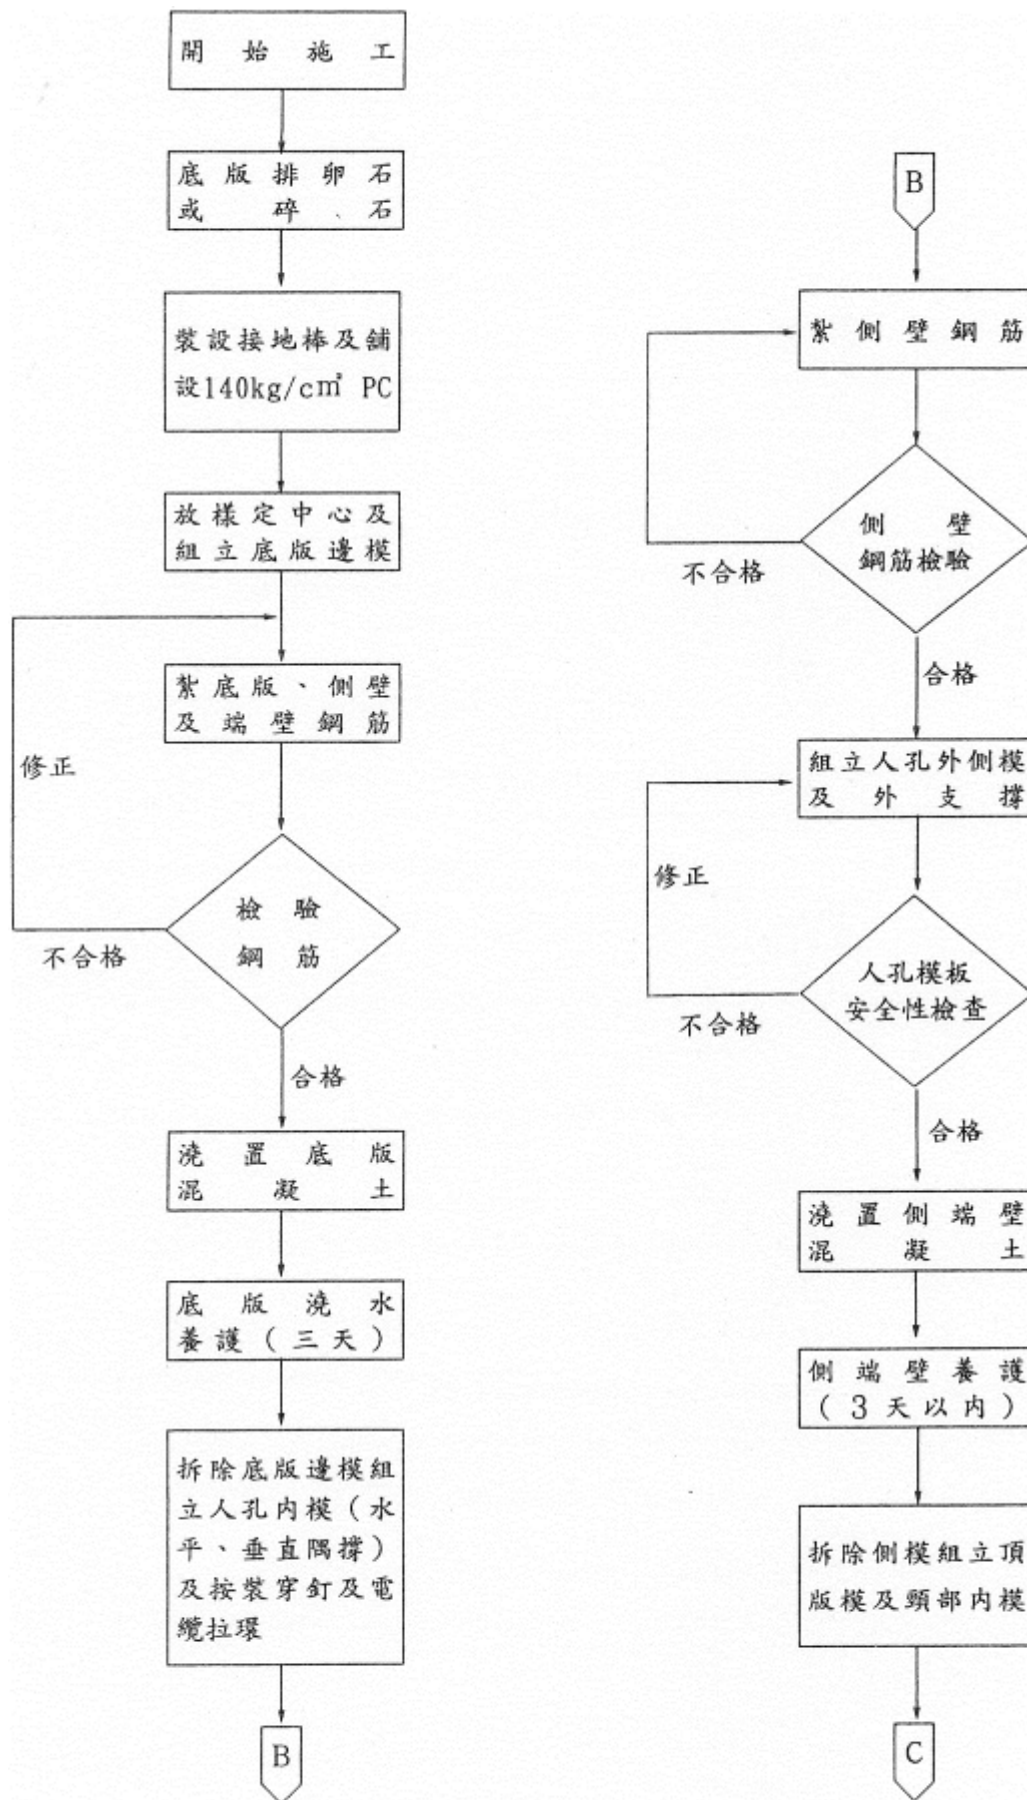 開始施工
底版排卵石
或碎石
裝設接地棒及舖
設140kg/c㎡ PC
放樣定中心及
組立底版邊模
紮底版、側壁
及端壁鋼筋
修正
檢驗
鋼筋
不合格
合格
澆置底版
混凝土
底版澆水
養護(三天)
拆除底版邊模組
立人孔內模(水
平、垂直隅撐)
及按裝穿釘及電
纜拉環
B
B
紮側壁鋼筋
側壁
鋼筋檢驗
不合格
合格
組立人孔外側模
及外支撐
修正
人孔模板
安全性檢查
不合格
合格
澆置側端壁
混凝土
側端壁養護
(3天以內)
拆除側模組立頂
版模及頸部內模
C